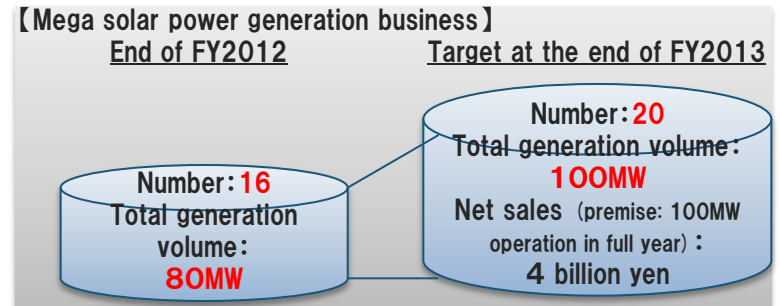 【Mega solar power generation business】
End of FY2012
Number:16
Total generation
volume:
80MW
Target at the end of FY2013
Number:20
Total generation volume:
100MW
Net sales (premise: 100MW
operation in full year):
4 billion yen